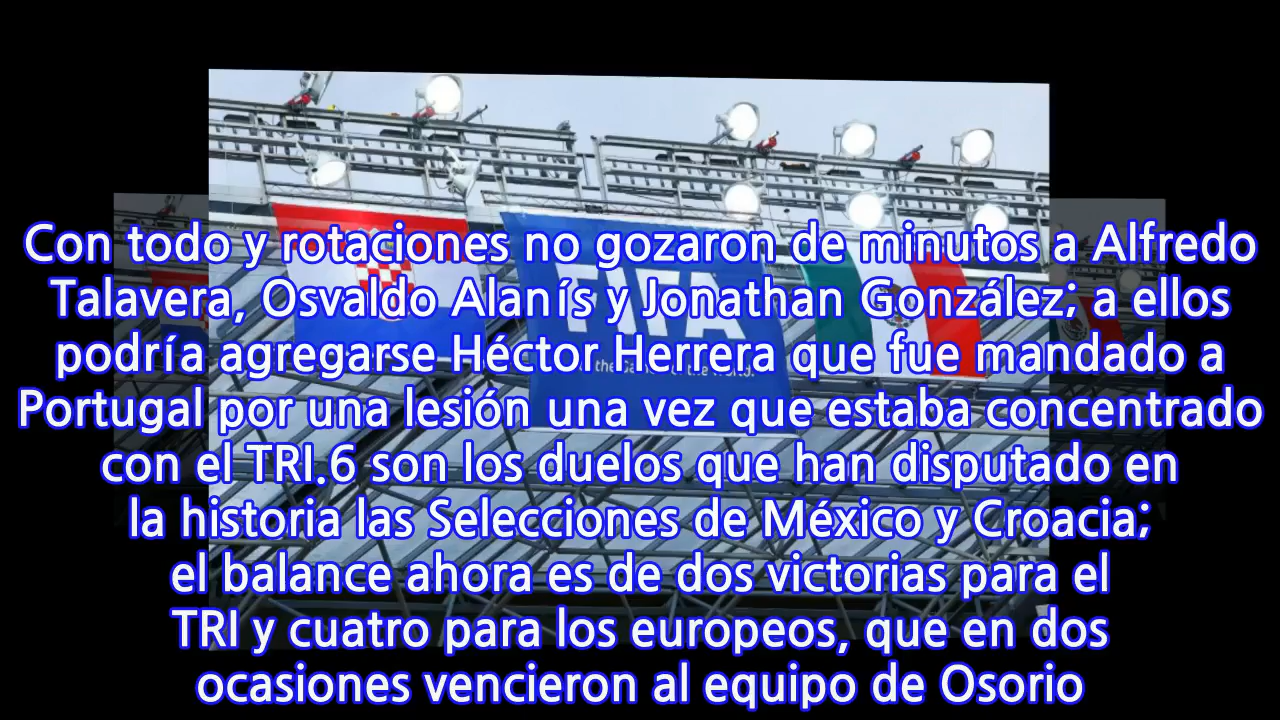 Con todo y rotaciones no gozaron de minutos a Alfredo
Talavera, Osvaldo Alanís y Jonathan González; a ellos
podría agregarse Héctor Herrera que fue mandado a
Portugal por una lesión una vez que estaba concentrado
con el TRI.6 son los duelos que han disputado en
la historia las Selecciones de México y Croacia;
el balance ahora es de dos victorias para el
TRI y cuatro para los europeos, que en dos
ocasiones vencieron al equipo de Osorio
FIFA